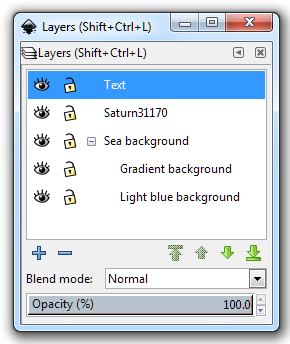 Layers (Shift+Ctrl+L)
Layers (Shift+Ctrl+L)
Text
Saturn31170
Sea background
Gradient background
Light blue background
Blend mode: Normal
Opacity (%) 100.0